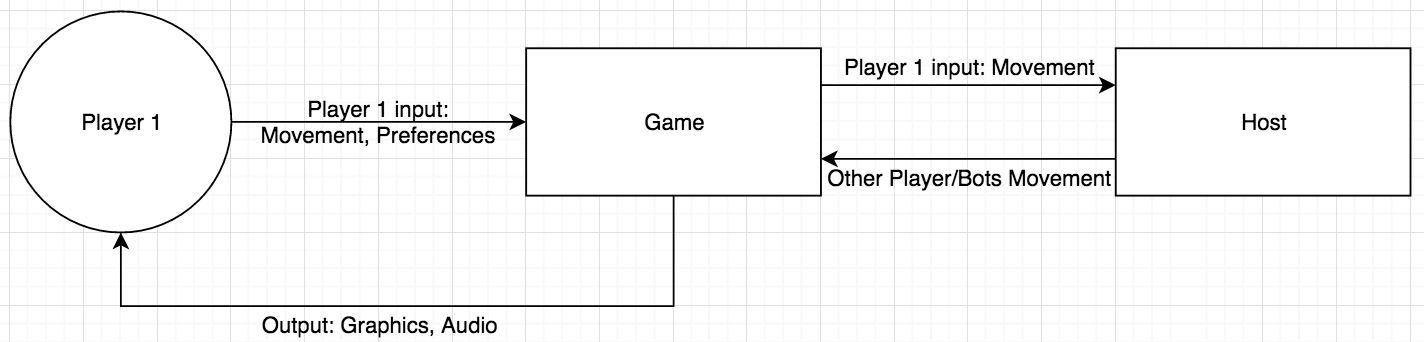 Player 1
Player 1 input:
Movement, Preferences
Game
Player 1 input: Movement
Other Player/Bots Movement
Host
Output: Graphics, Audio